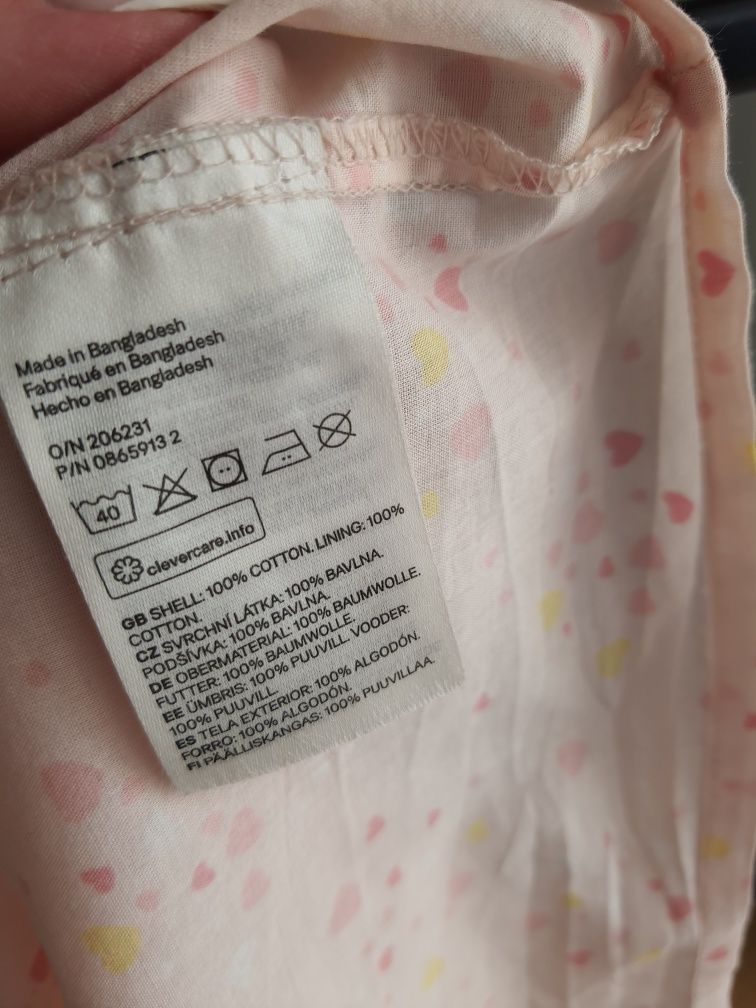 Made in Bangladesh
Fabriqué en Bangladesh
Hecho en Bangladesh
O/N 206231
P/N 0865913 2
40
clevercare.info
GB SHELL: 100% COTTON. LINING: 100%
COTTON.
CZ SVRCHNÍ LÁTKA: 100% BAVLNA.
PODŠÍVKA: 100% BAVLNA.
DE OBERMATERIAL: 100% BAUMWOLLE.
FUTTER: 100% BAUMWOLLE.
EE ÜMBRIS: 100% PUUVILL. VOODER:
100% PUUVILL
ES TELA EXTERIOR: 100% ALGODÓN.
FORRO: 100% ALGODÓN.
FI PÄÄLLISKANGAS: 100% PUUVILLAA.